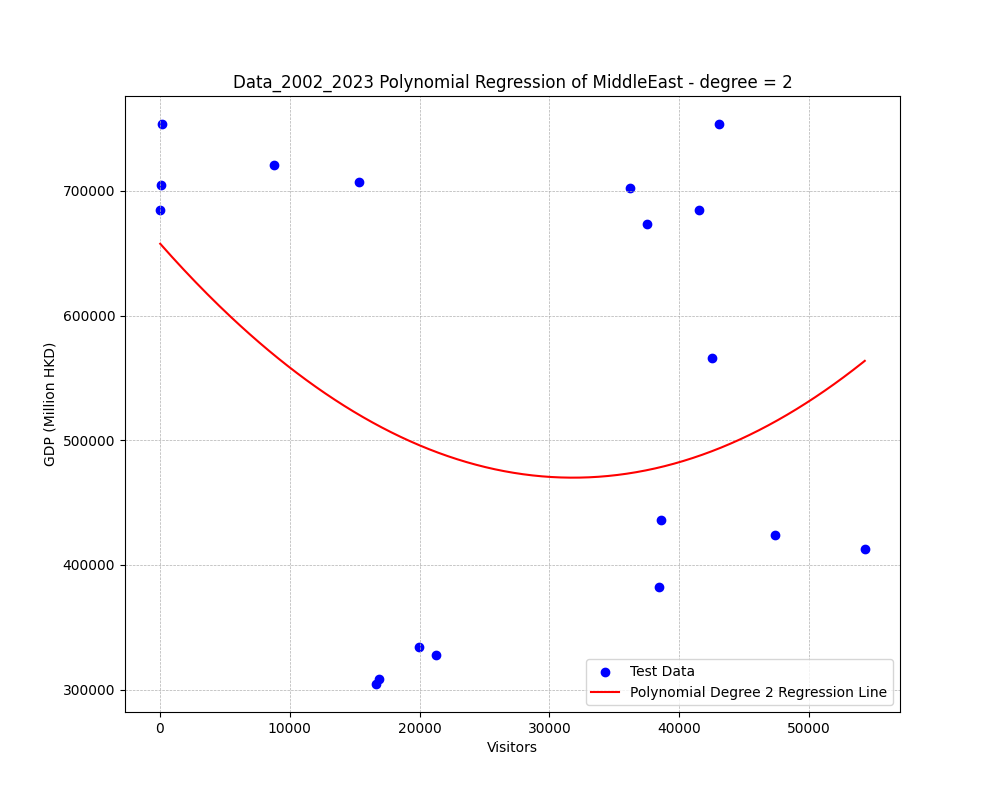 Data_2002_2023 Polynomial Regression of MiddleEast - degree = 2
GDP (Million HKD)
700000
600000
500000
400000
300000
0
10000
20000
30000
40000
50000
Visitors
Test Data
Polynomial Degree 2 Regression Line